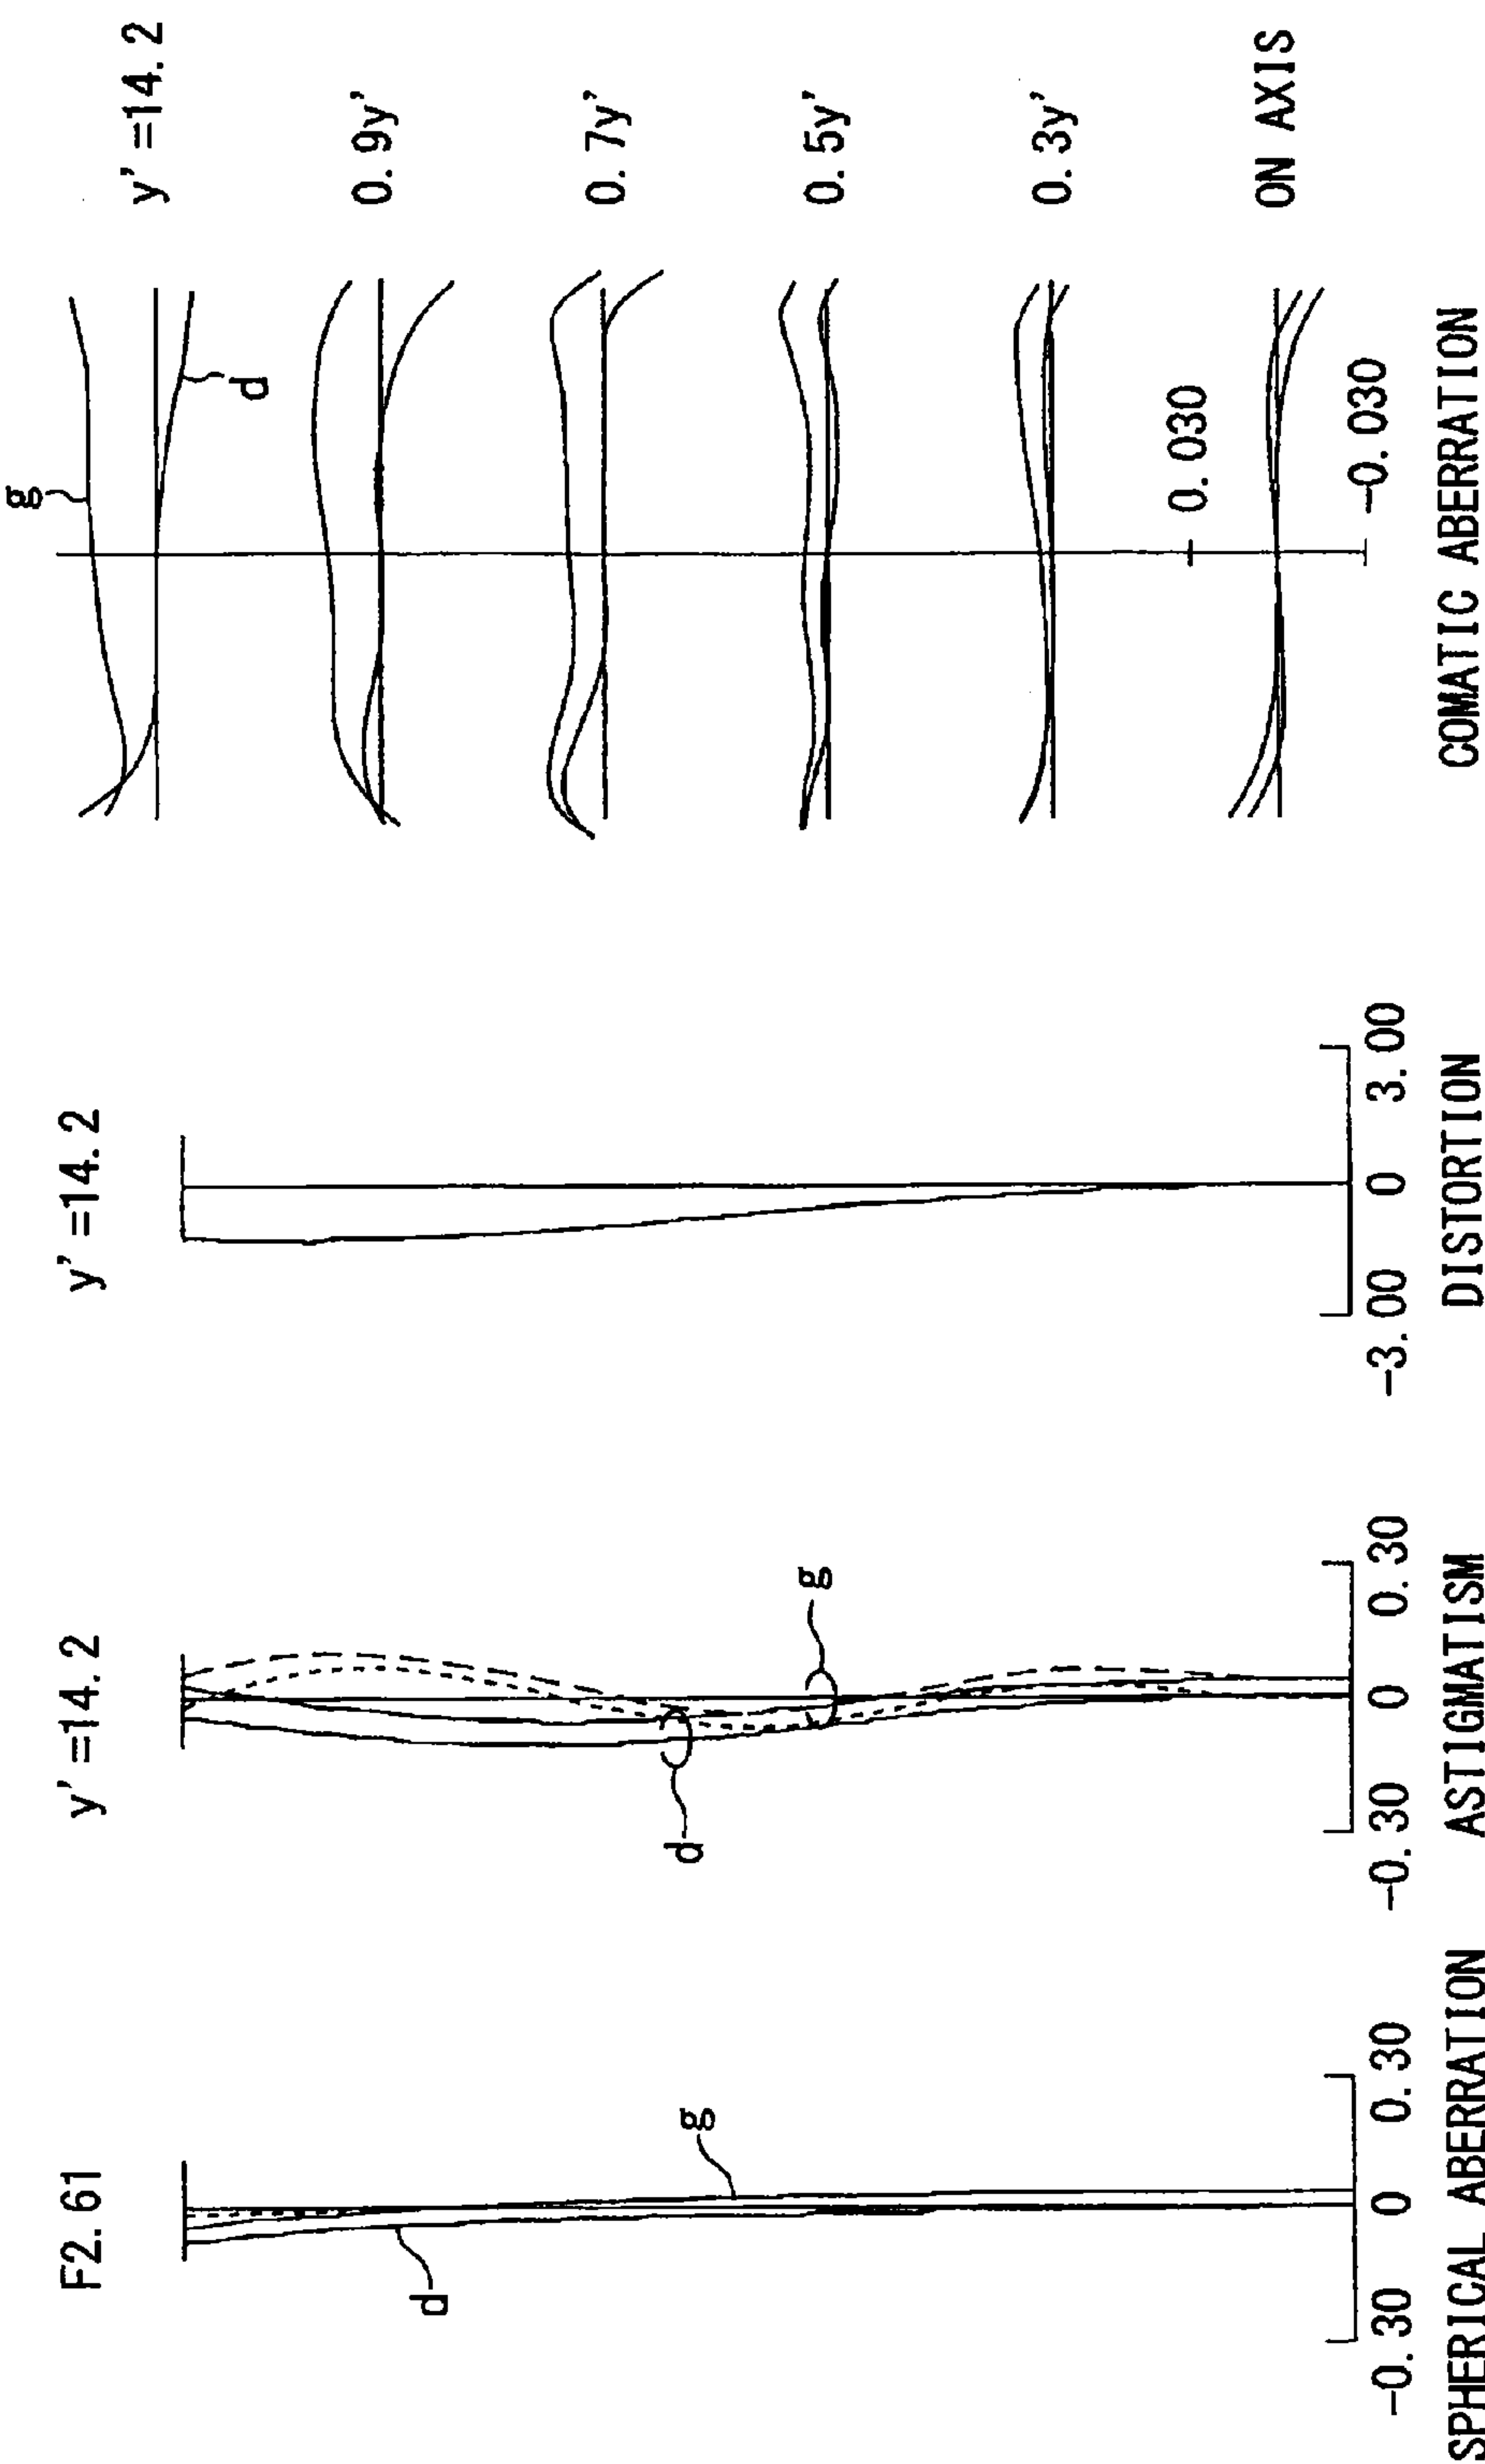 F2. 61
d
g
-0. 30
0
0. 30
SPHERICAL ABERRATION
y' =14. 2
d
g
-0. 30
0
0. 30
ASTIGMATISM
y' =14. 2
-3. 00
0
3. 00
DISTORTION
g
d
y' =14. 2
0. 9y'
0. 7y'
0. 5y'
0. 3y'
0. 030
ON AXIS
-0. 030
COMATIC ABERRATION